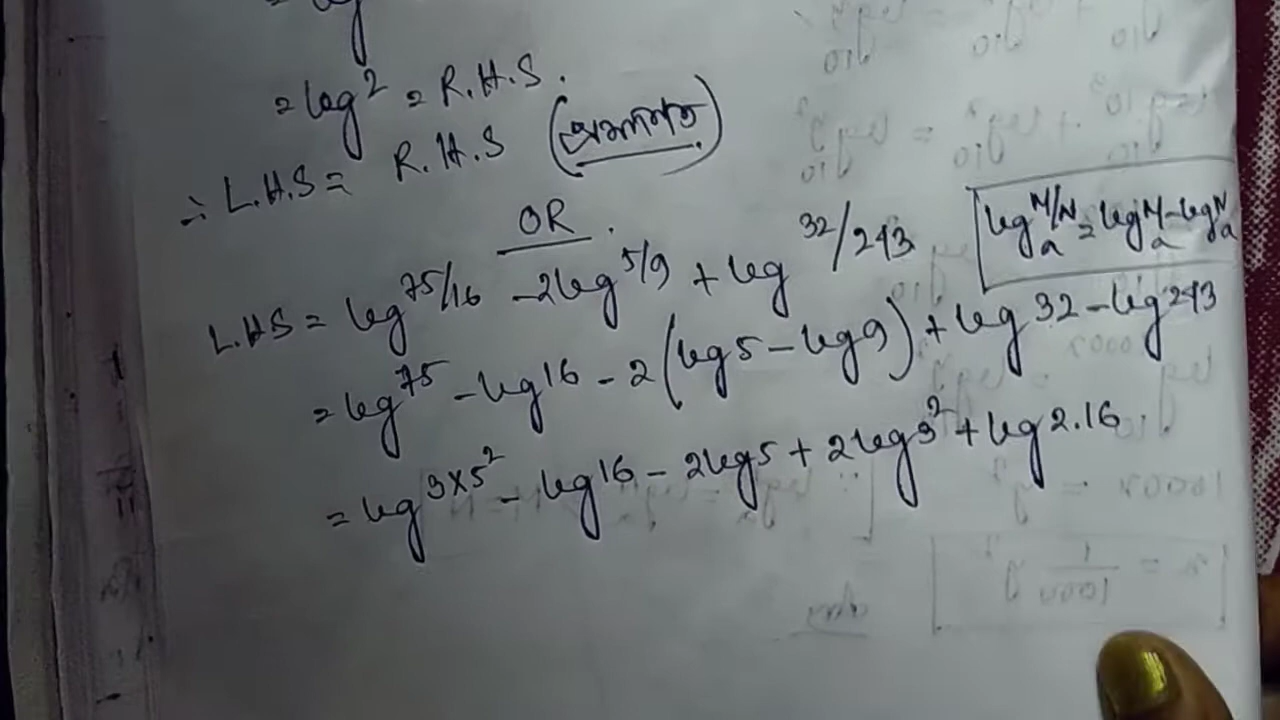 = log 2 = R.H.S.
∴ L.H.S = R.H.S (প্রমাণিত)
OR.
L.H.S = log 75/16 - 2log 5/9 + log 32/243
[log_a M/N = log_a M - log_a N
= log 75 - log 16 - 2(log 5 - log 9) + log 32 - log 243
= log 3×5² - log 16 - 2log 5 + 2log 3² + log 2.16